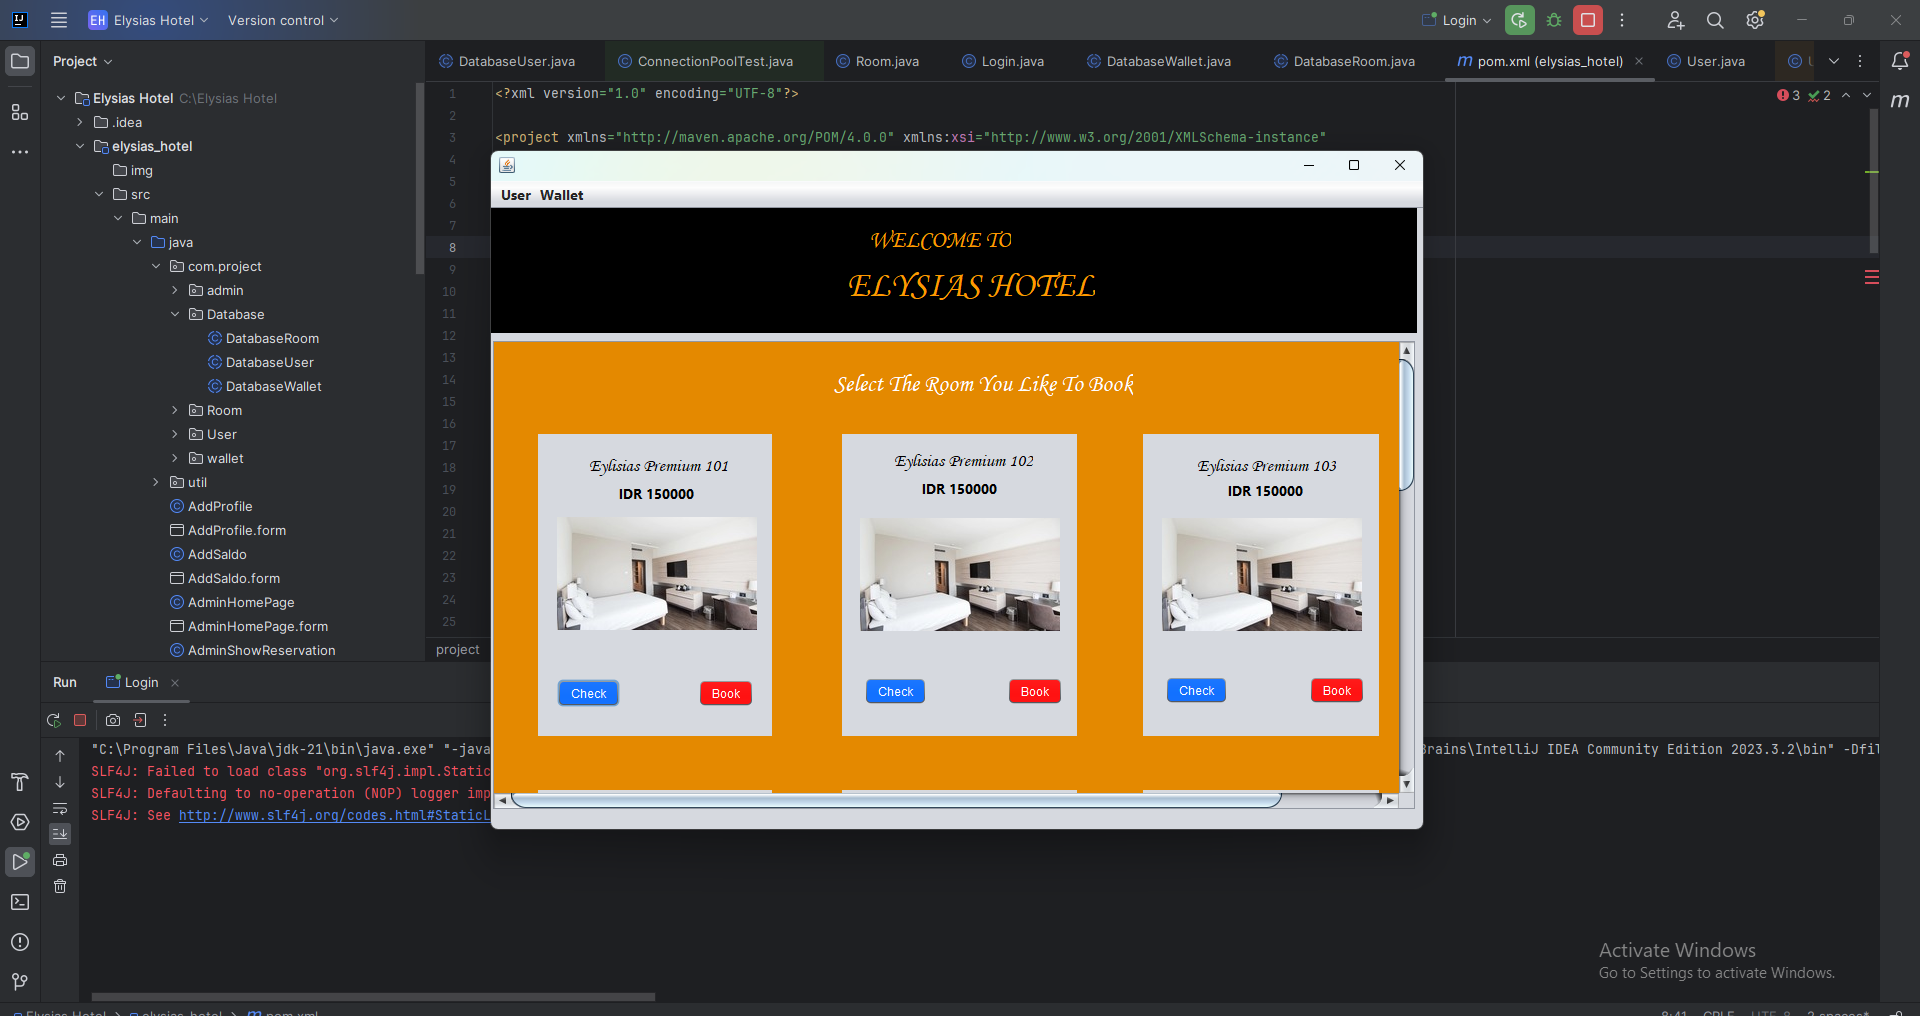 EH Elysias Hotel Version control Login
Project
DatabaseUser.java ConnectionPoolTest.java Room.java Login.java DatabaseWallet.java DatabaseRoom.java pom.xml (elysias_hotel) User.java
Elysias Hotel C:\Elysias Hotel
.idea
elysias_hotel
img
src
main
java
com.project
admin
Database
DatabaseRoom
DatabaseUser
DatabaseWallet
Room
User
wallet
util
AddProfile
AddProfile.form
AddSaldo
AddSaldo.form
AdminHomePage
AdminHomePage.form
AdminShowReservation
1 <?xml version="1.0" encoding="UTF-8"?>
3 2
2
3 <project xmlns="http://maven.apache.org/POM/4.0.0" xmlns:xsi="http://www.w3.org/2001/XMLSchema-instance"
4
5
6
7
8
9
10
11
12
13
14
15
16
17
18
19
20
21
22
23
24
25
project
User Wallet
WELCOME TO
ELYSIAS HOTEL
Select The Room You Like To Book
Eylisias Premium 101
IDR 150000
Check Book
Eylisias Premium 102
IDR 150000
Check Book
Eylisias Premium 103
IDR 150000
Check Book
Run Login
"C:\Program Files\Java\jdk-21\bin\java.exe" "-java
Brains\IntelliJ IDEA Community Edition 2023.3.2\bin" -Dfil
SLF4J: Failed to load class "org.slf4j.impl.Static
SLF4J: Defaulting to no-operation (NOP) logger imp
SLF4J: See http://www.slf4j.org/codes.html#StaticL
Activate Windows
Go to Settings to activate Windows.
Elysias Hotel > elysias_hotel > pom.xml
8:41 CRLF UTF-8 2 spaces*